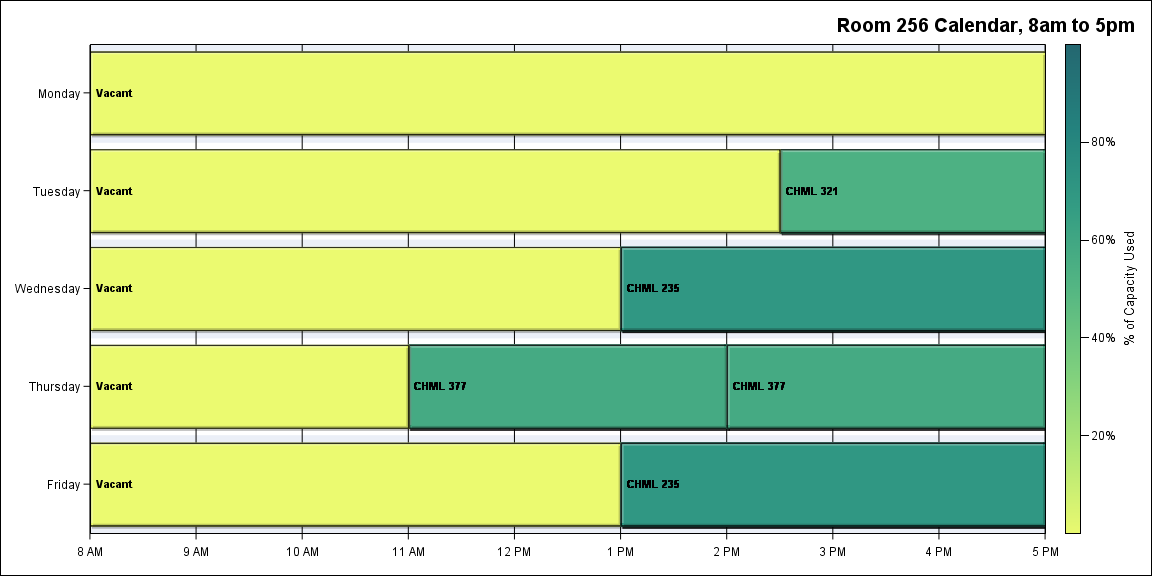 Room 256 Calendar, 8am to 5pm
Monday
Vacant
Tuesday
Vacant
CHML 321
Wednesday
Vacant
CHML 235
Thursday
Vacant
CHML 377
CHML 377
Friday
Vacant
CHML 235
8 AM
9 AM
10 AM
11 AM
12 PM
1 PM
2 PM
3 PM
4 PM
5 PM
80%
60%
40%
20%
% of Capacity Used